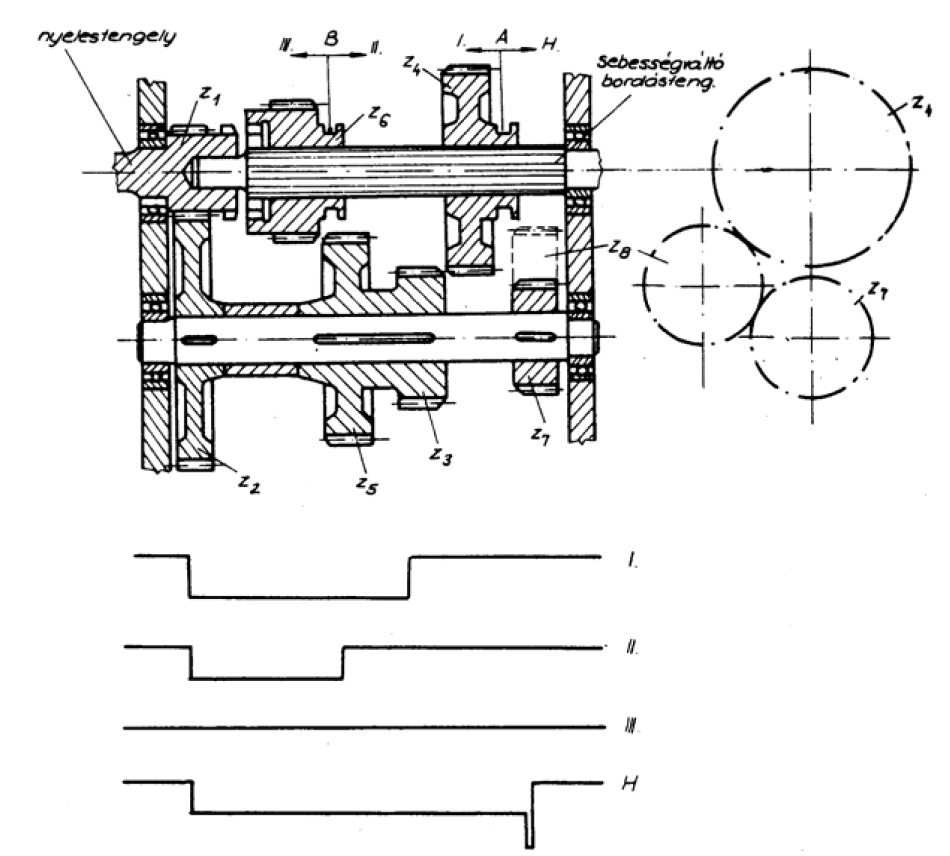 nyelestengely
III. B II.
I. A H.
z4
sebességváltó
bordásteng.
z1
z6
z4
z8
z7
z2
z5
z3
z7
I.
II.
III.
H